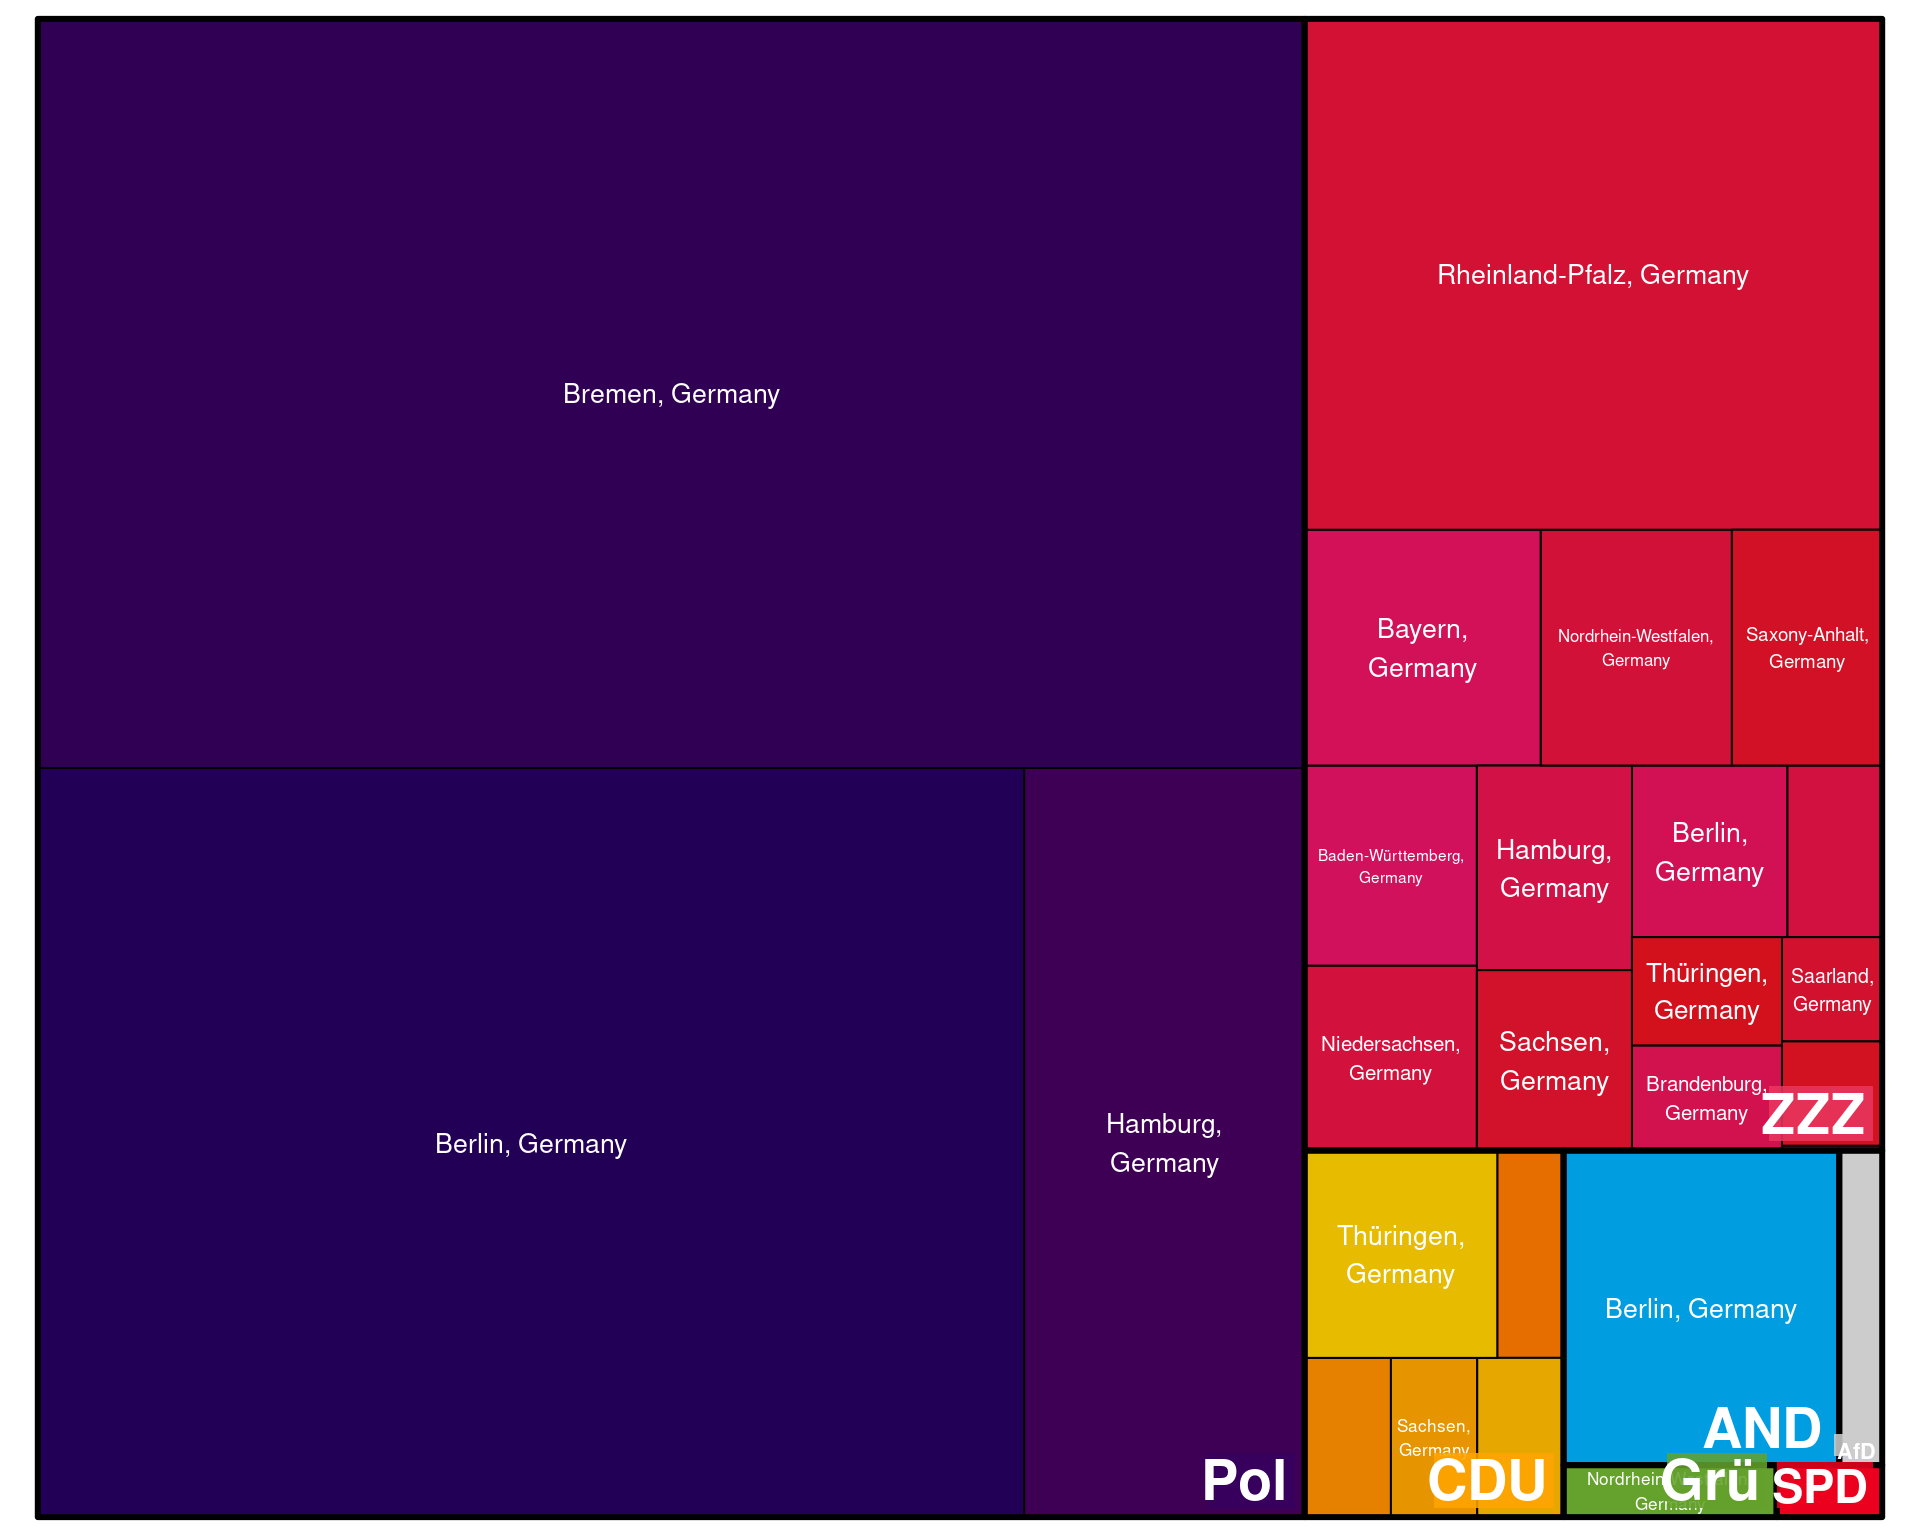 Bremen, Germany
Berlin, Germany
Hamburg,
Germany
Pol
Rheinland-Pfalz, Germany
Bayern,
Germany
Nordrhein-Westfalen,
Germany
Saxony-Anhalt,
Germany
Baden-Württemberg,
Germany
Hamburg,
Germany
Berlin,
Germany
Niedersachsen,
Germany
Sachsen,
Germany
Thüringen,
Germany
Saarland,
Germany
Brandenburg,
Germany
ZZZ
Thüringen,
Germany
Sachsen,
Germany
CDU
Berlin, Germany
AND
AfD
Germany
Grü
SPD